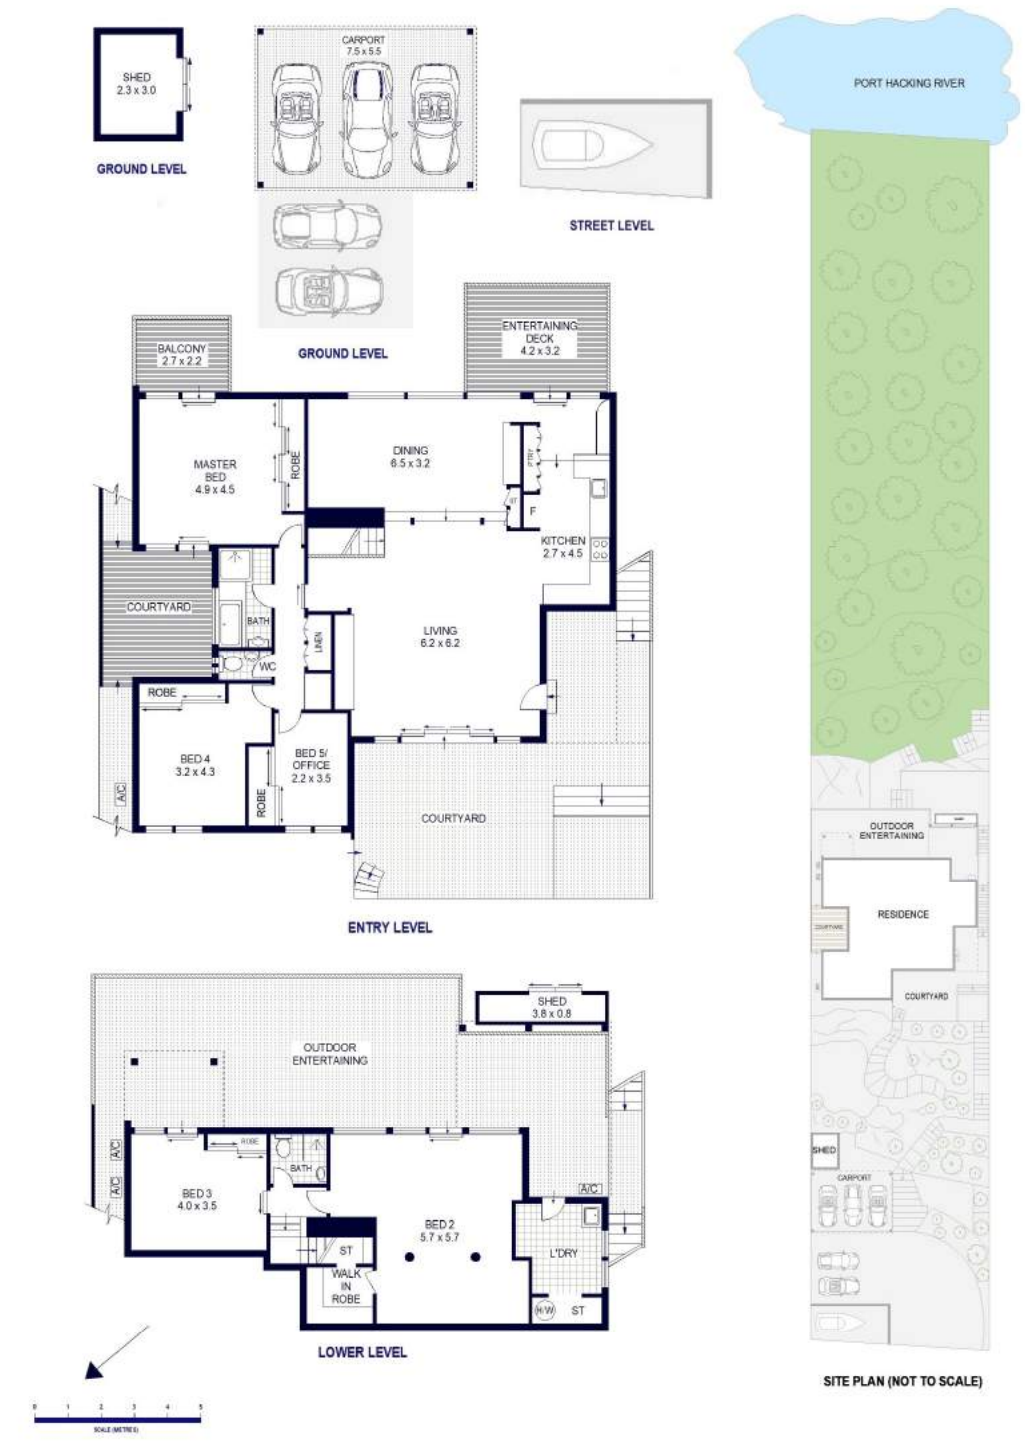 SHED
2.3 x 3.0
GROUND LEVEL
CARPORT
7.5 x 5.5
GROUND LEVEL
STREET LEVEL
PORT HACKING RIVER
BALCONY
2.7 x 2.2
ENTERTAINING
DECK
4.2 x 3.2
MASTER
BED
4.9 x 4.5
ROBE
DINING
6.5 x 3.2
PTRY
ST
F
KITCHEN
2.7 x 4.5
COURTYARD
BATH
WC
LINEN
LIVING
6.2 x 6.2
ROBE
BED 4
3.2 x 4.3
BED 5/
OFFICE
2.2 x 3.5
ROBE
A/C
COURTYARD
ENTRY LEVEL
SHED
3.8 x 0.8
OUTDOOR
ENTERTAINING
A/C
A/C
ROBE
BATH
BED 3
4.0 x 3.5
BED 2
5.7 x 5.7
A/C
L'DRY
ST
WALK
IN
ROBE
H/W
ST
LOWER LEVEL
0 1 2 3 4 5
SCALE (METRES)
OUTDOOR
ENTERTAINING
RESIDENCE
COURTYARD
COURTYARD
SHED
CARPORT
SITE PLAN (NOT TO SCALE)